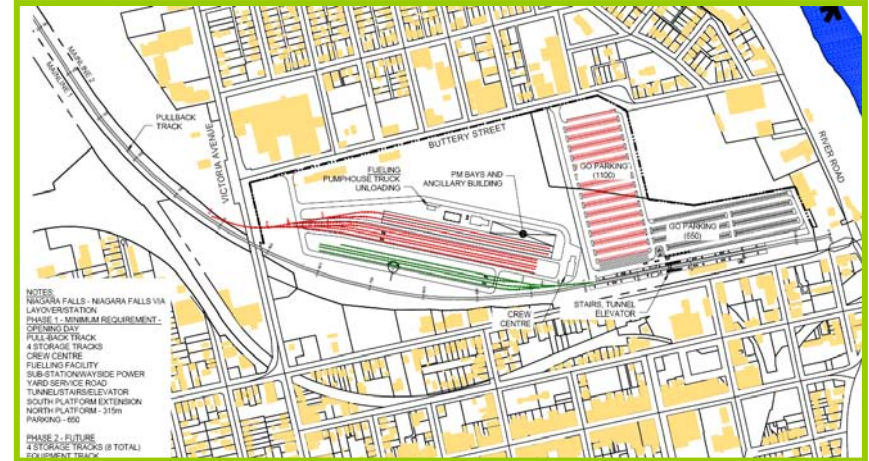 MAINLINE 2
MAINLINE 1
PULLBACK
TRACK
VICTORIA AVENUE
BUTTERY STREET
RIVER ROAD
FUELING
PUMPHOUSE TRUCK
UNLOADING
PM BAYS AND
ANCILLARY BUILDING
GO PARKING
(1100)
GO PARKING
CREW
CENTRE
STAIRS, TUNNEL
ELEVATOR
NOTES:
NIAGARA FALLS - NIAGARA FALLS VIA
LAYOVER/STATION
PHASE 1 - MINIMUM REQUIREMENT -
OPENING DAY
PULL-BACK TRACK
4 STORAGE TRACKS
CREW CENTRE
FUELLING FACILITY
SUB-STATION/WAYSIDE POWER
YARD SERVICE ROAD
TUNNEL/STAIRS/ELEVATOR
SOUTH PLATFORM EXTENSION
NORTH PLATFORM - 315m
PARKING - 650
PHASE 2 - FUTURE
4 STORAGE TRACKS (8 TOTAL)
EQUIPMENT TRACK